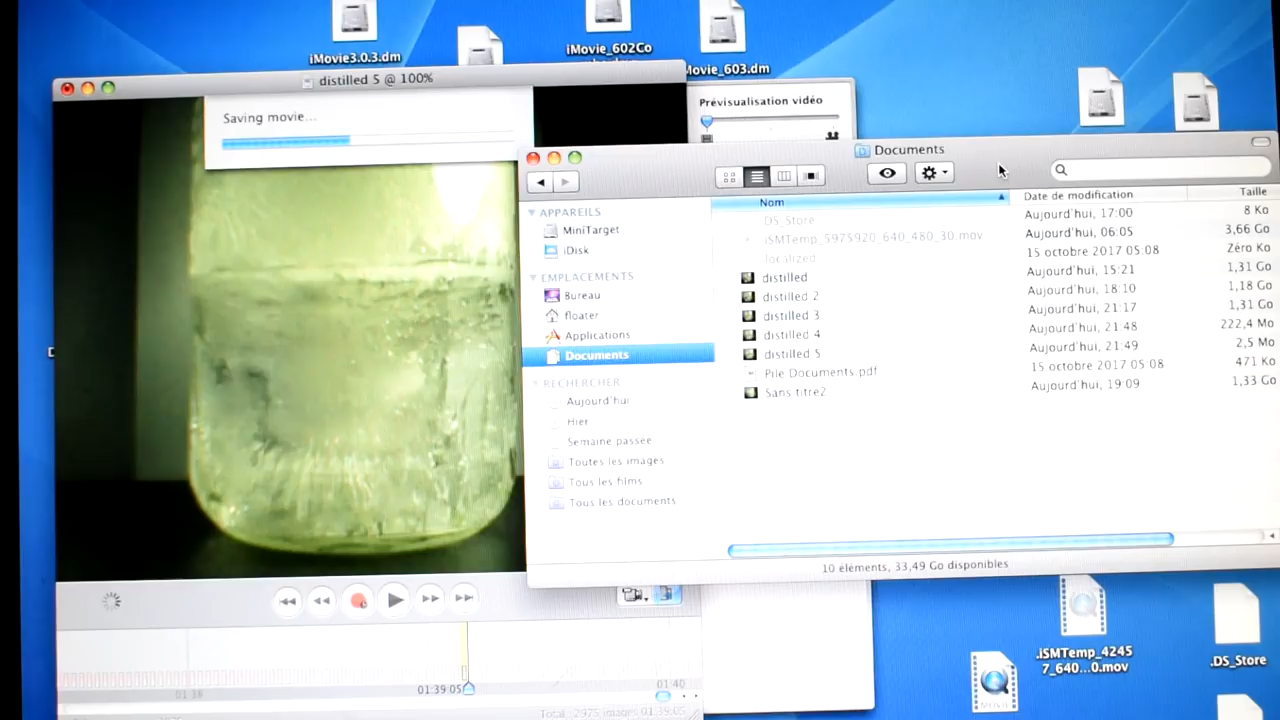 iMovie3.0.3.dm
iMovie_602Co
Movie_603.dm
distilled 5 @ 100%
Saving movie...
Prévisualisation vidéo
Documents
APPAREILS
MiniTarget
iDisk
EMPLACEMENTS
Bureau
floater
Applications
Documents
RECHERCHER
Aujourd'hui
Hier
Semaine passée
Toutes les images
Tous les films
Tous les documents
Nom Date de modification Taille
DS_Store Aujourd'hui, 17:00 8 Ko
iSMTemp_5975920_640_480_30.mov Aujourd'hui, 06:05 3,66 Go
localized 15 octobre 2017 05:08 Zéro Ko
distilled Aujourd'hui, 15:21 1,31 Go
distilled 2 Aujourd'hui, 18:10 1,18 Go
distilled 3 Aujourd'hui, 21:17 1,31 Go
distilled 4 Aujourd'hui, 21:48 222,4 Mo
distilled 5 Aujourd'hui, 21:49 2,5 Mo
Pile Documents.pdf 15 octobre 2017 05:08 471 Ko
Sans titre2 Aujourd'hui, 19:09 1,33 Go
10 éléments, 33,49 Go disponibles
01:38
01:39:05
01:40
Total 2975 images 01:39:05
.iSMTemp_4245
7_640...0.mov
.DS_Store